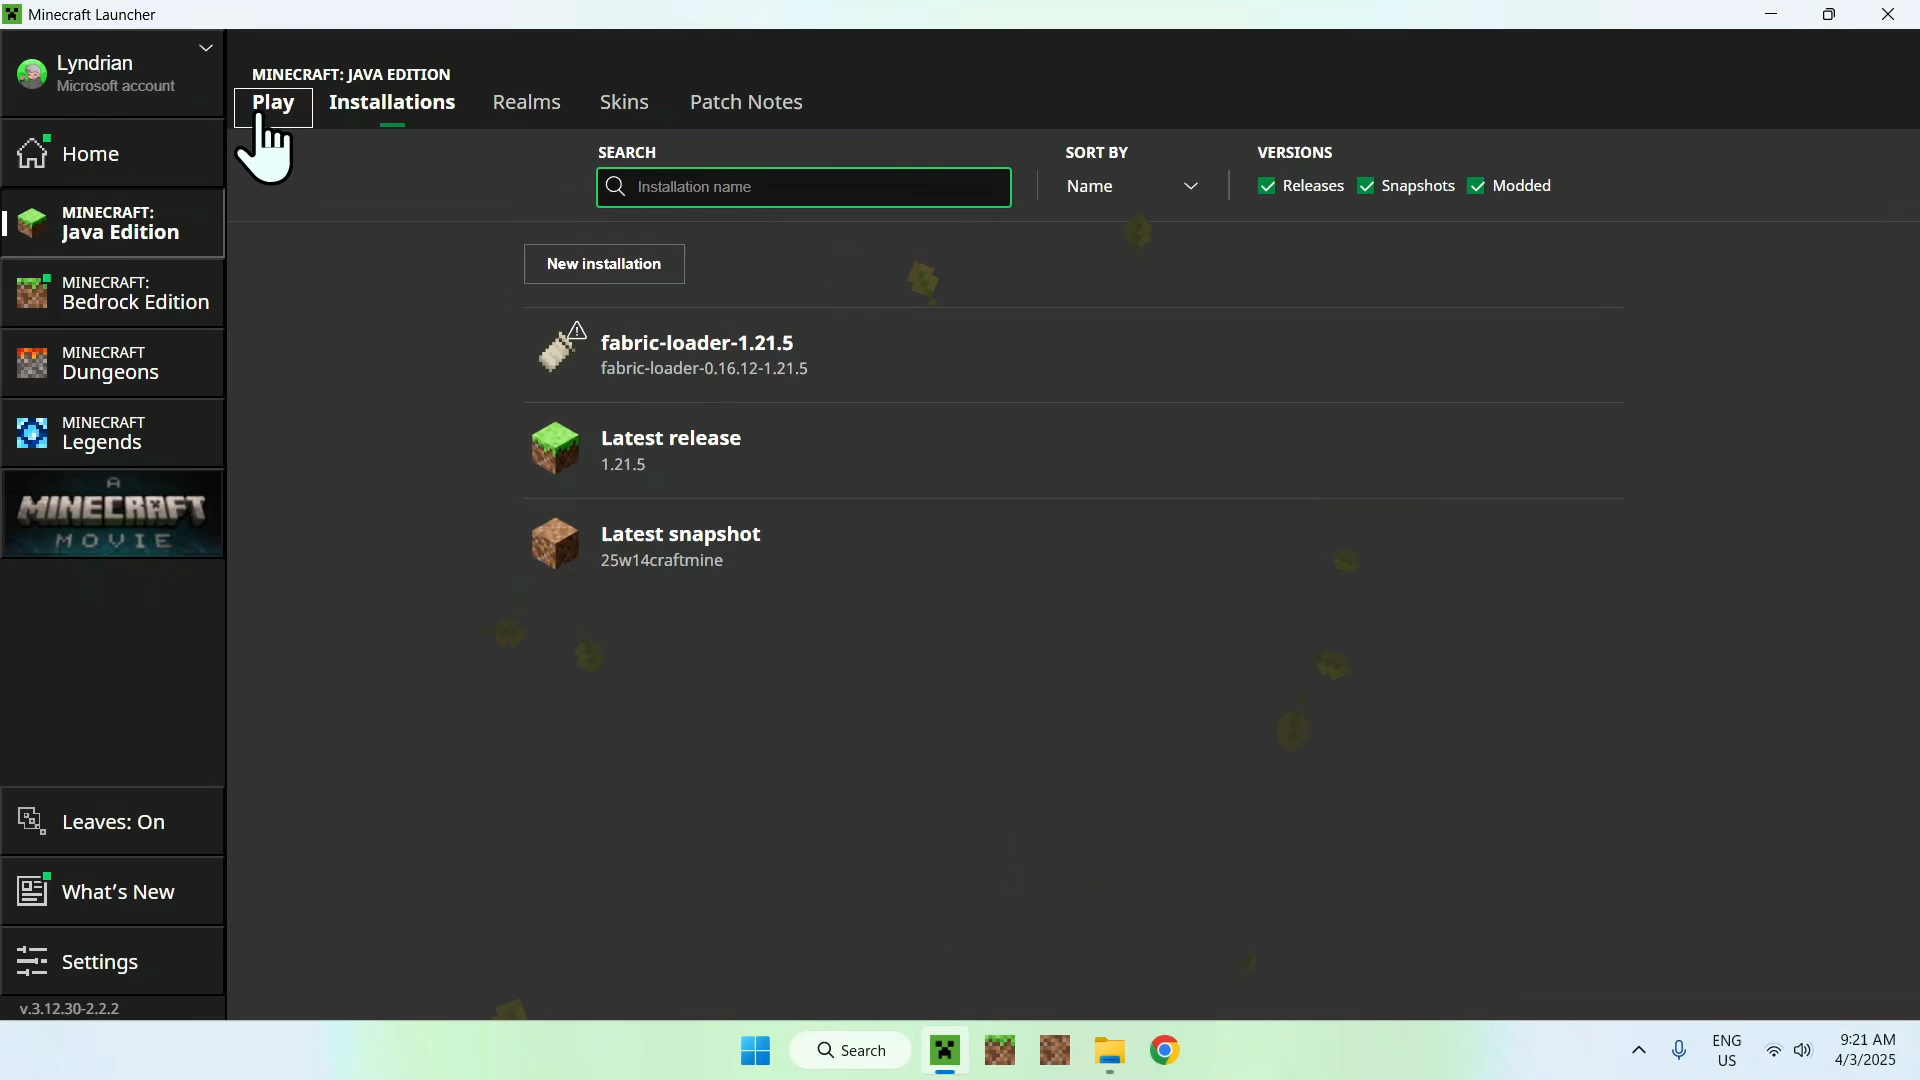 Minecraft Launcher
Lyndrian
Microsoft account
Home
MINECRAFT:
Java Edition
MINECRAFT:
Bedrock Edition
MINECRAFT
Dungeons
MINECRAFT
Legends
A
MINECRAFT
MOVIE
Leaves: On
What's New
Settings
v.3.12.30-2.2.2
MINECRAFT: JAVA EDITION
Play Installations Realms Skins Patch Notes
SEARCH
Installation name
SORT BY
Name
VERSIONS
Releases Snapshots Modded
New installation
fabric-loader-1.21.5
fabric-loader-0.16.12-1.21.5
Latest release
1.21.5
Latest snapshot
25w14craftmine
Search
ENG
US
9:21 AM
4/3/2025